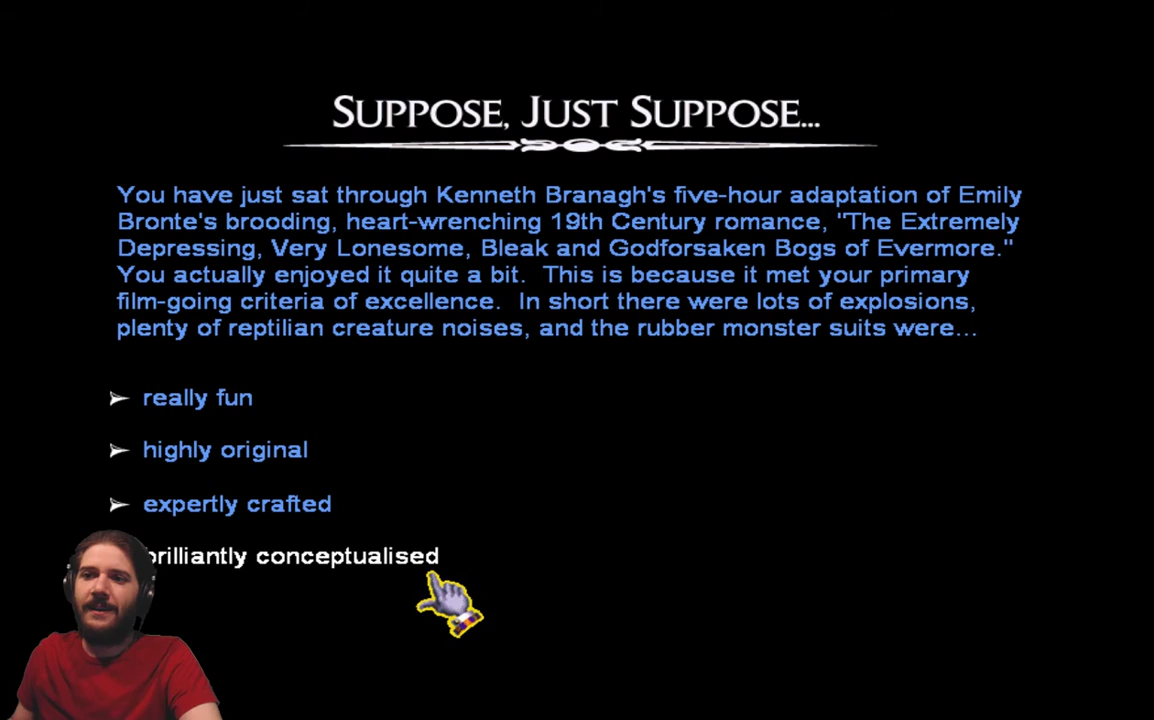 Suppose, Just Suppose...
You have just sat through Kenneth Branagh's five-hour adaptation of Emily
Bronte's brooding, heart-wrenching 19th Century romance, "The Extremely
Depressing, Very Lonesome, Bleak and Godforsaken Bogs of Evermore."
You actually enjoyed it quite a bit.  This is because it met your primary
film-going criteria of excellence.  In short there were lots of explosions,
plenty of reptilian creature noises, and the rubber monster suits were...
really fun
highly original
expertly crafted
brilliantly conceptualised